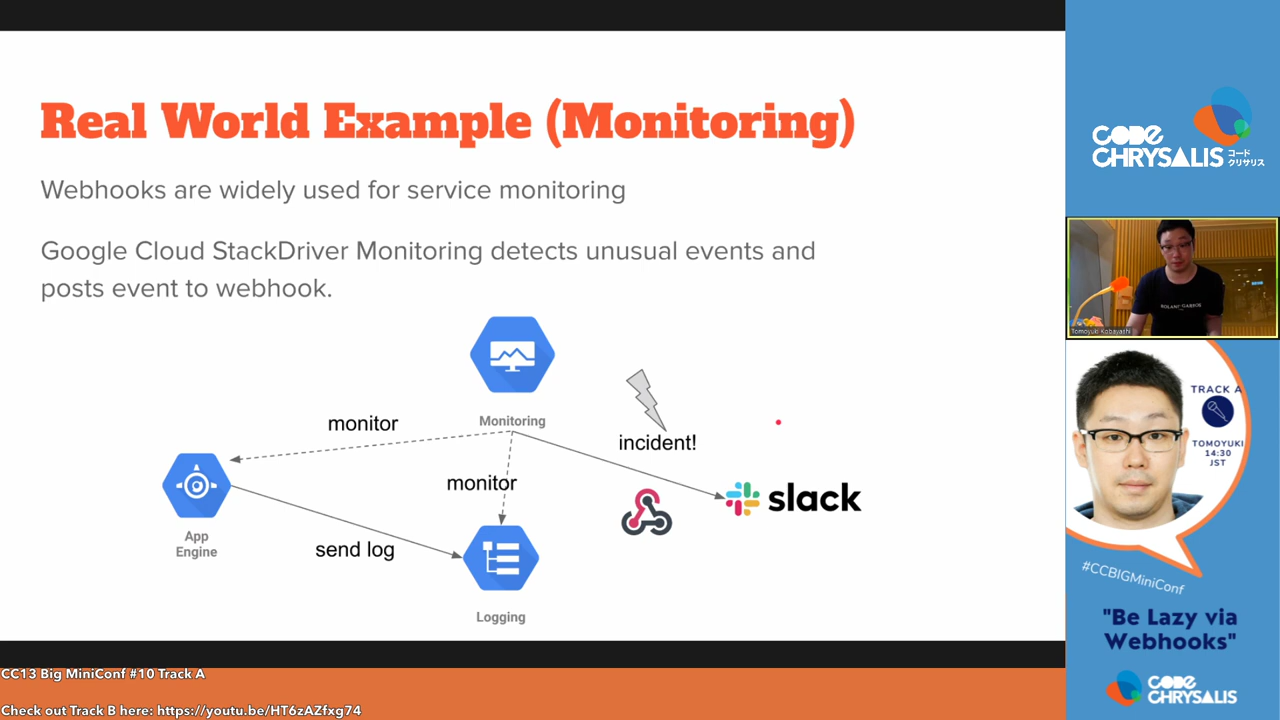 Real World Example (Monitoring)
Webhooks are widely used for service monitoring
Google Cloud StackDriver Monitoring detects unusual events and
posts event to webhook.
Monitoring
monitor
incident!
monitor
slack
App
Engine
send log
Logging
CODE
CHRYSALIS
コード
クリサリス
Tomoyuki Kobayashi
TRACK A
TOMOYUKI
14:30
JST
#CCBIGMiniConf
"Be Lazy via
Webhooks"
CODE
CHRYSALIS
CC13 Big MiniConf #10 Track A
Check out Track B here: https://youtu.be/HT6zAZfxg74